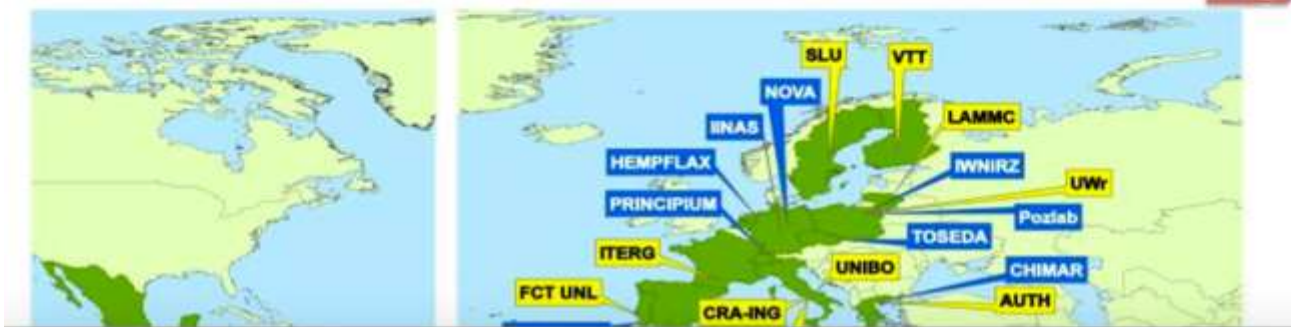 SLU
VTT
NOVA
IINAS
LAMMC
HEMPFLAX
IWNIRZ
UWr
PRINCIPIUM
Pozlab
TOSEDA
ITERG
UNIBO
CHIMAR
FCT UNL
AUTH
CRA-ING